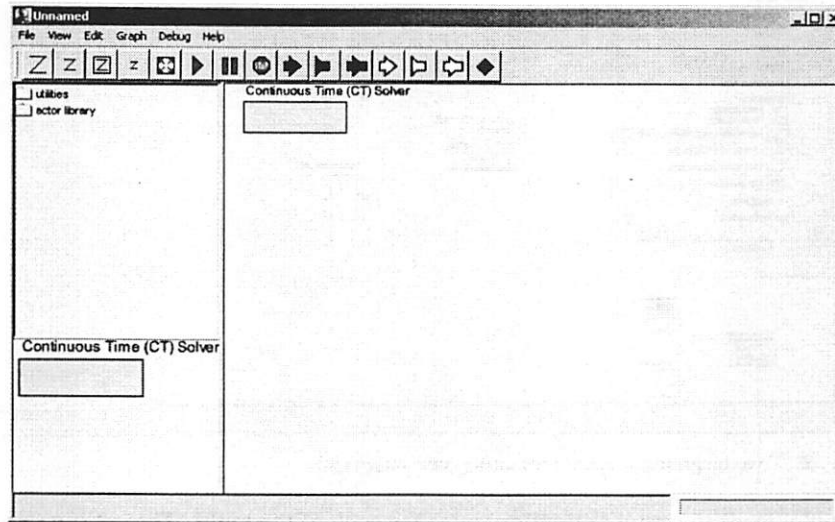 Unnamed
File View Edit Graph Debug Help
Z Z Z z
utilities
actor library
Continuous Time (CT) Solver
Continuous Time (CT) Solver